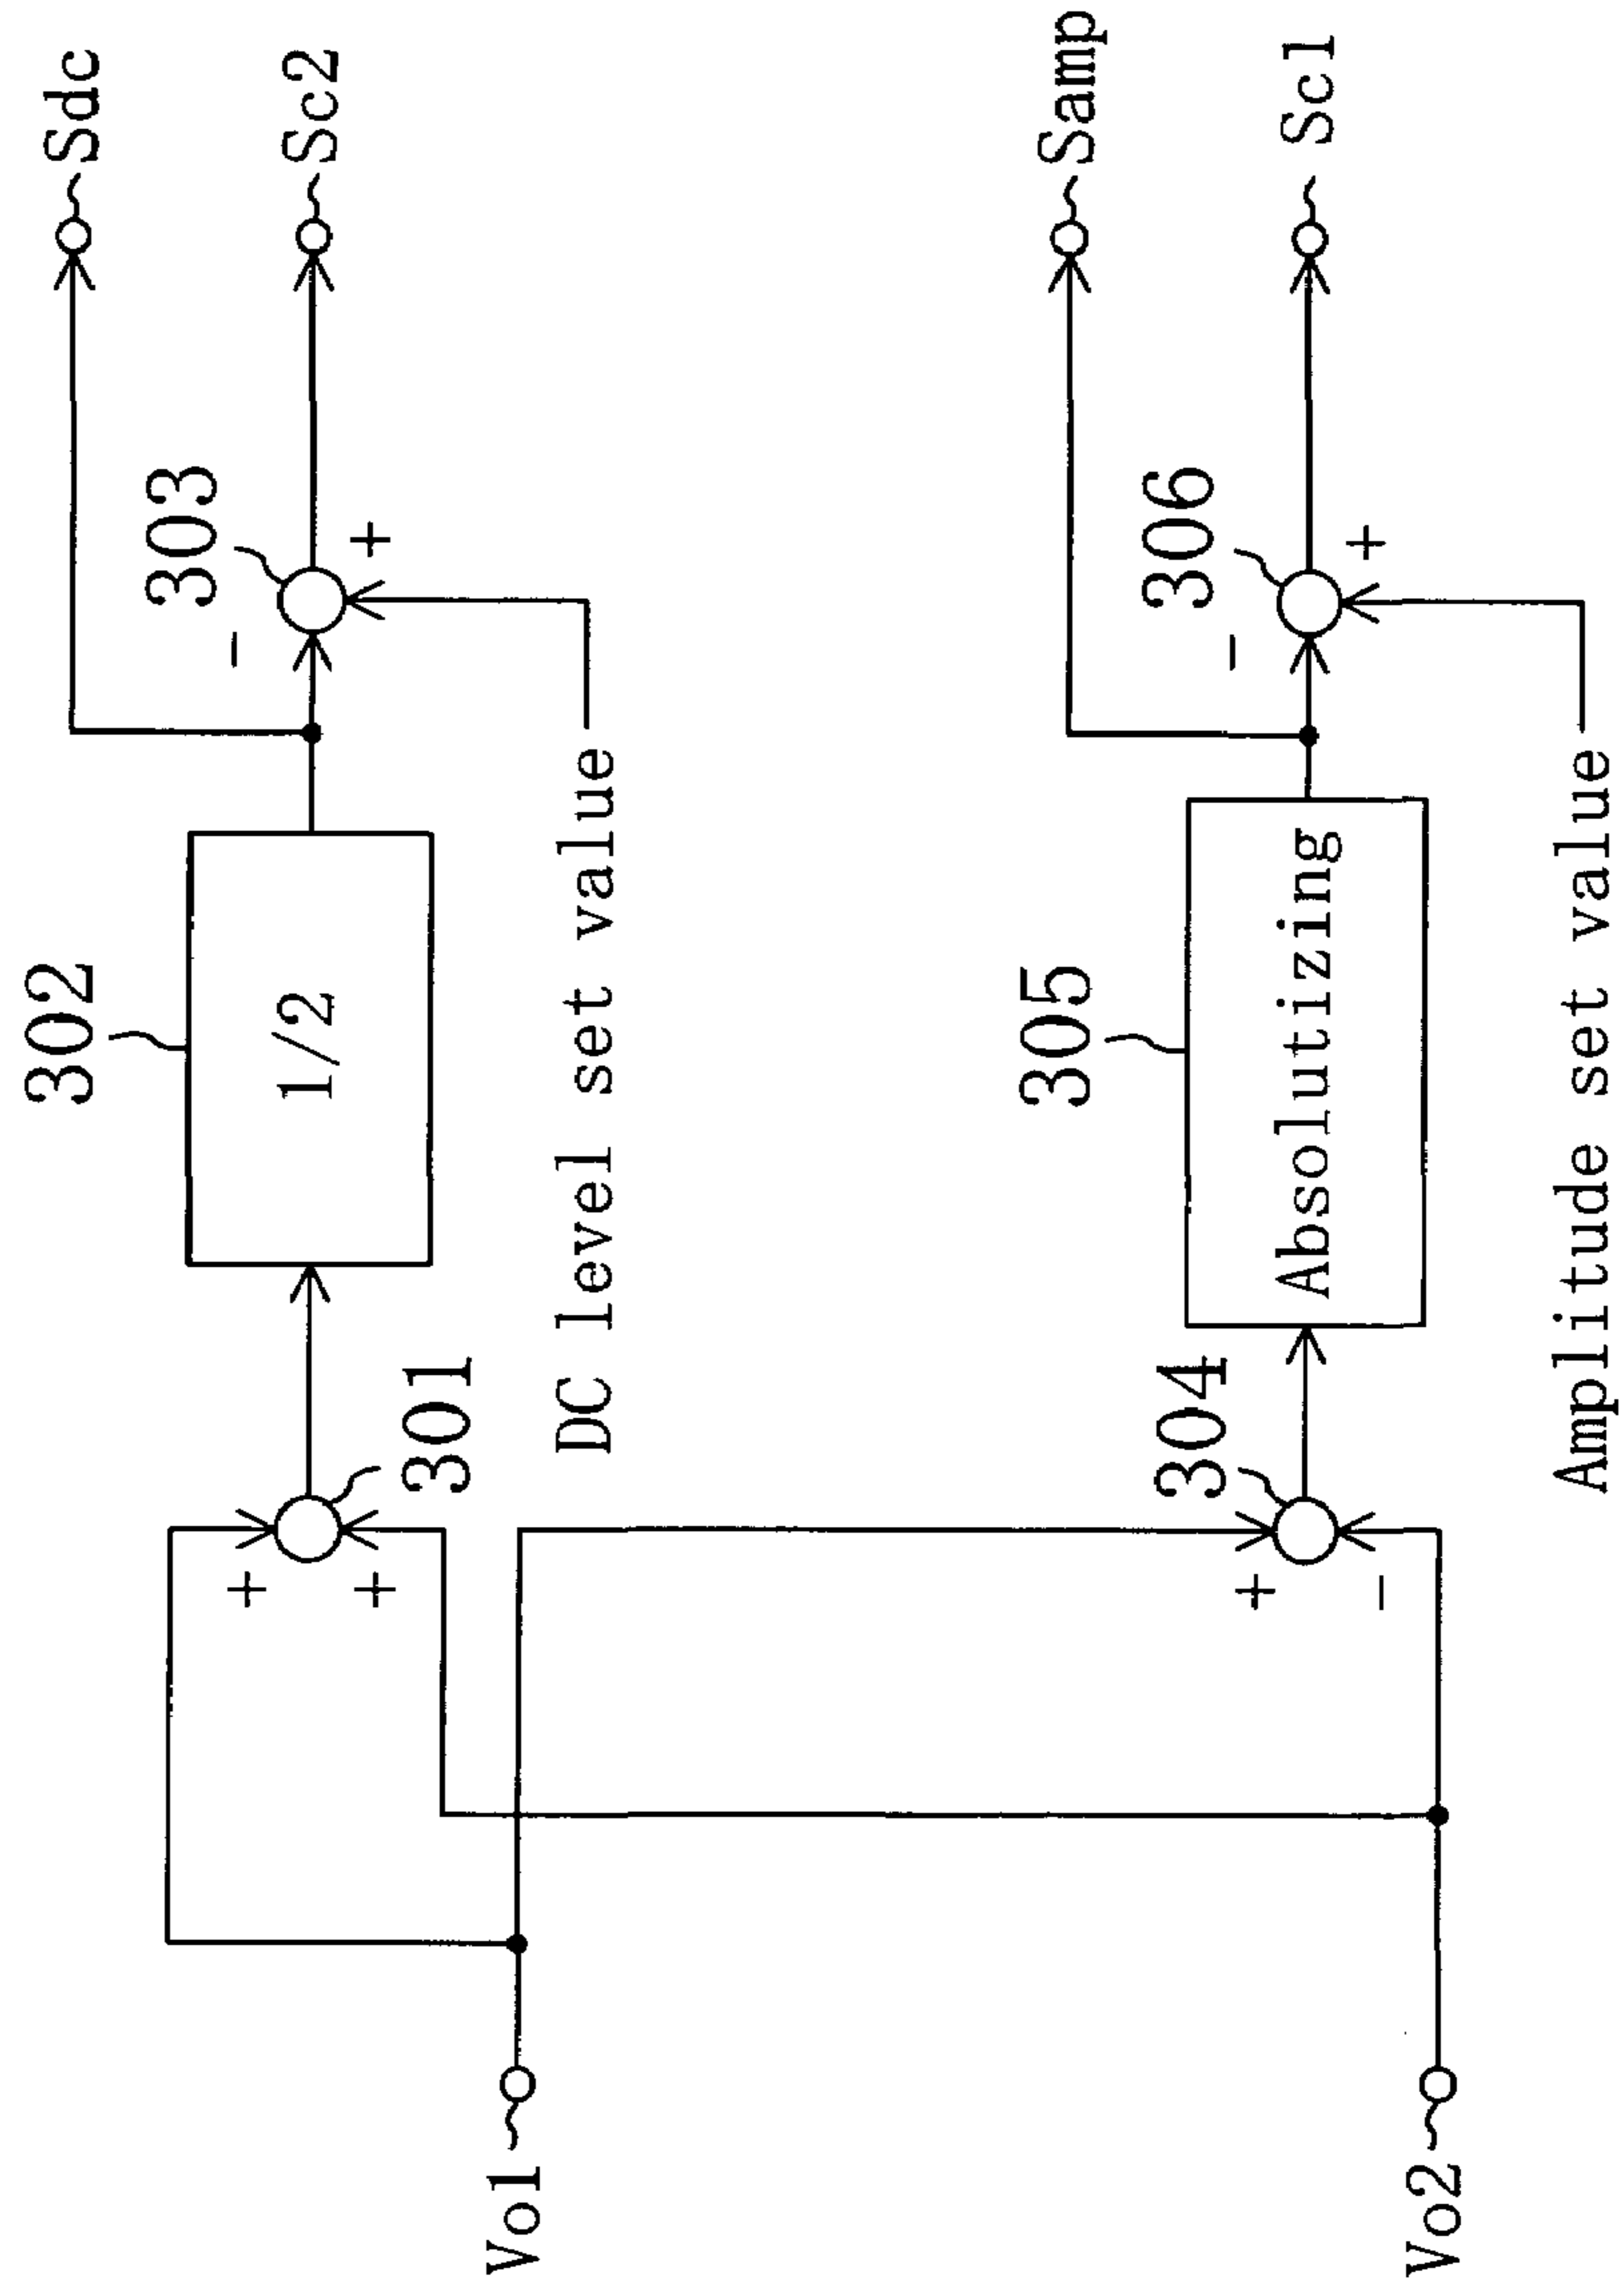 Sdc
302
303
1/2
Sc2
-
+
+
+
301
DC level set value
Vo1
Samp
305
306
304
Absolutizing
Sc1
-
+
+
-
Vo2
Amplitude set value